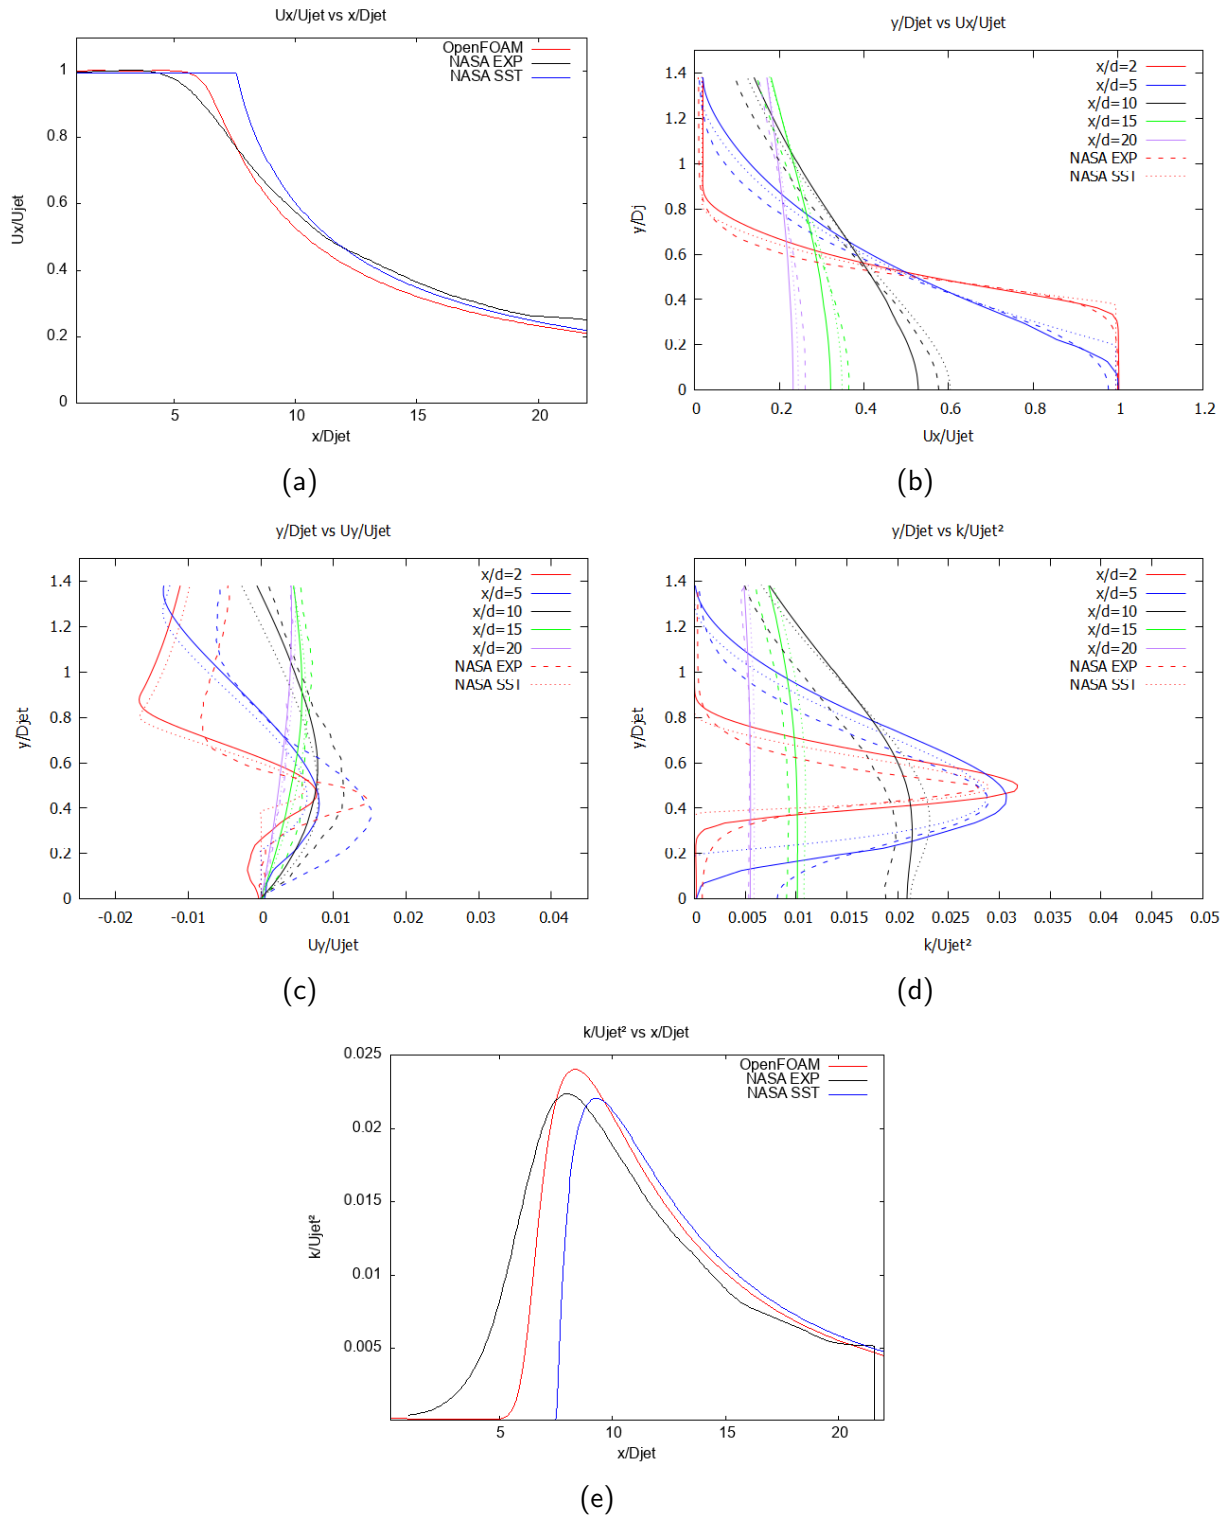 Ux/Ujet vs x/Djet
OpenFOAM
NASA EXP
NASA SST
1
0.8
0.6
0.4
0.2
0
Ux/Ujet
5
10
15
20
x/Djet
(a)
y/Djet vs Ux/Ujet
x/d=2
x/d=5
x/d=10
x/d=15
x/d=20
NASA EXP
NASA SST
1.4
1.2
1
0.8
0.6
0.4
0.2
0
y/Dj
0
0.2
0.4
0.6
0.8
1
1.2
Ux/Ujet
(b)
y/Djet vs Uy/Ujet
x/d=2
x/d=5
x/d=10
x/d=15
x/d=20
NASA EXP
NASA SST
1.4
1.2
1
0.8
0.6
0.4
0.2
0
y/Djet
-0.02
-0.01
0
0.01
0.02
0.03
0.04
Uy/Ujet
(c)
y/Djet vs k/Ujet²
x/d=2
x/d=5
x/d=10
x/d=15
x/d=20
NASA EXP
NASA SST
1.4
1.2
1
0.8
0.6
0.4
0.2
0
y/Djet
0
0.005
0.01
0.015
0.02
0.025
0.03
0.035
0.04
0.045
0.05
k/Ujet²
(d)
k/Ujet² vs x/Djet
OpenFOAM
NASA EXP
NASA SST
0.025
0.02
0.015
0.01
0.005
k/Ujet²
5
10
15
20
x/Djet
(e)